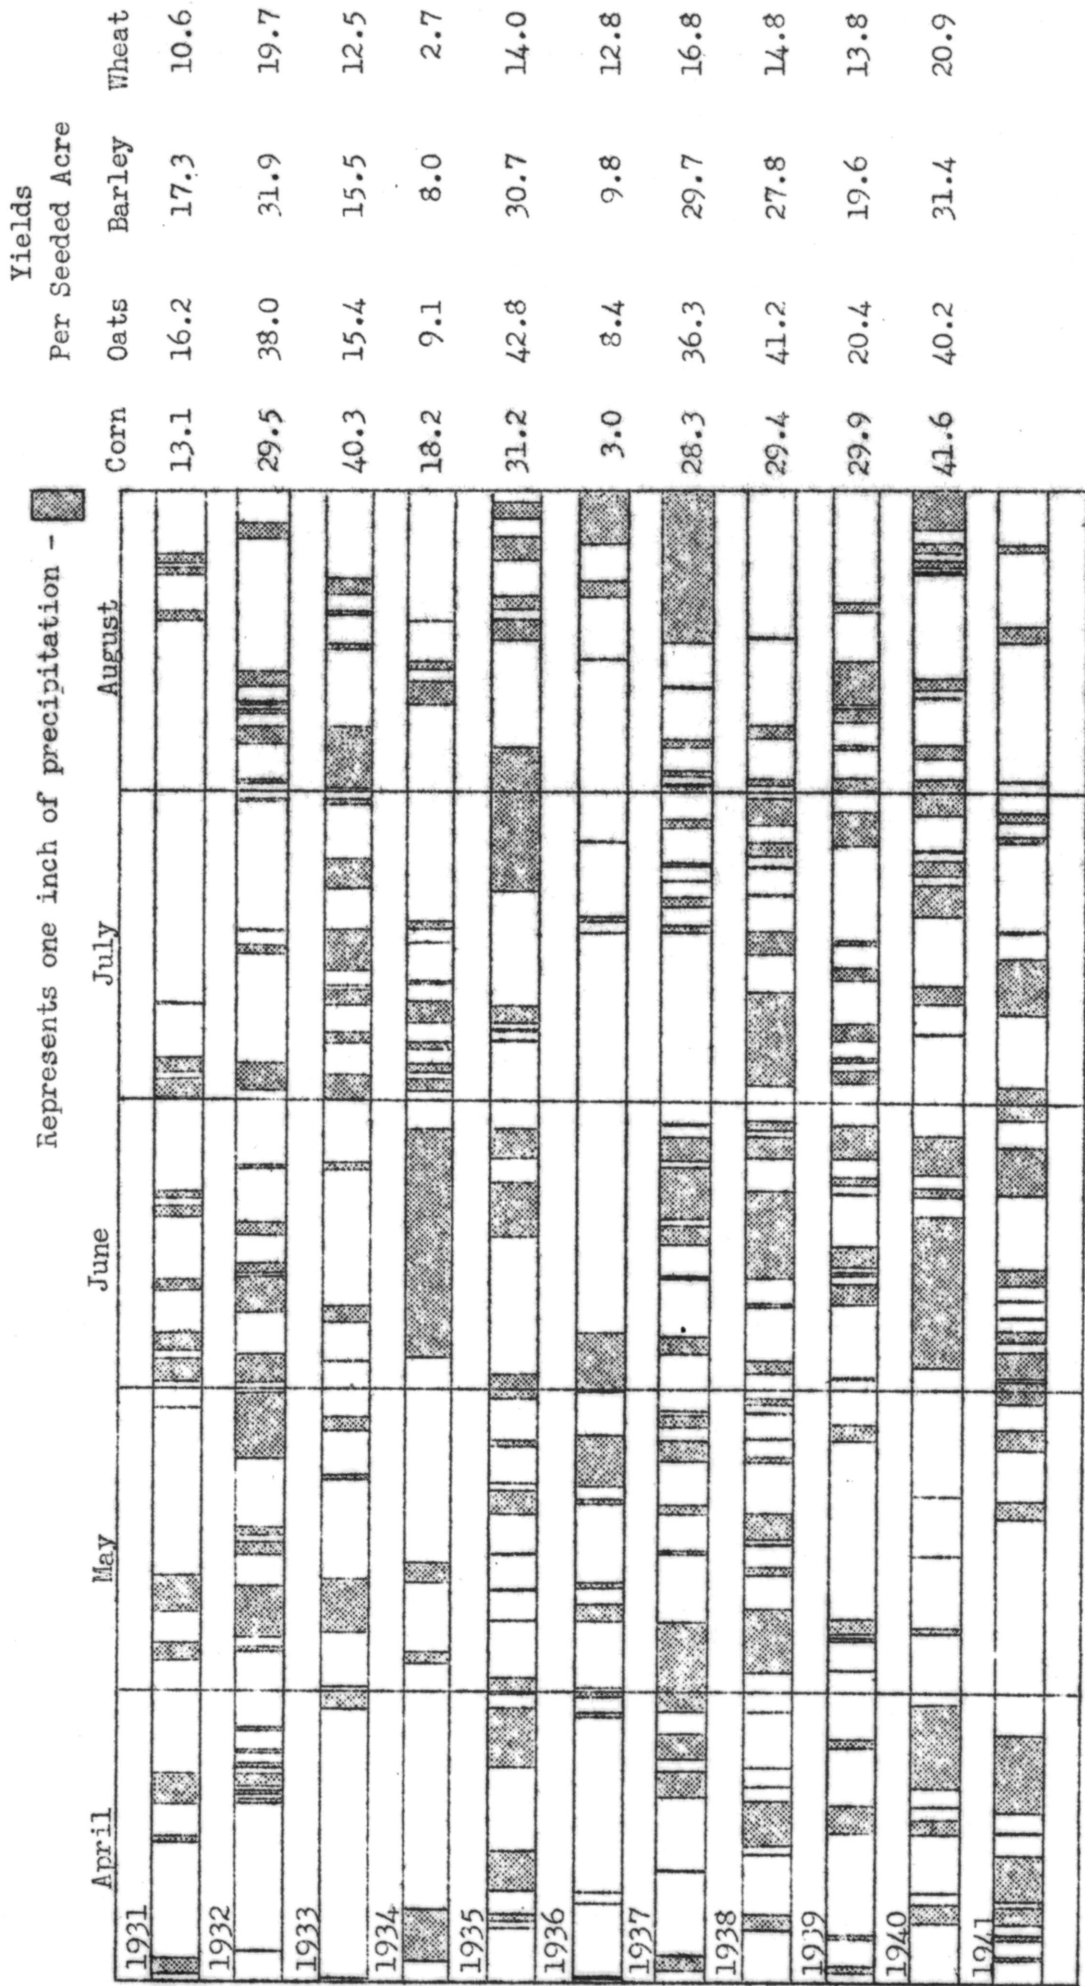 Represents one inch of precipitation -
Yields
Per Seeded Acre
April May June July August Corn Oats Barley Wheat
1931 13.1 16.2 17.3 10.6
1932 29.5 38.0 31.9 19.7
1933 40.3 15.4 15.5 12.5
1934 18.2 9.1 8.0 2.7
1935 31.2 42.8 30.7 14.0
1936 3.0 8.4 9.8 12.8
1937 28.3 36.3 29.7 16.8
1938 29.4 41.2 27.8 14.8
1939 29.9 20.4 19.6 13.8
1940 41.6 40.2 31.4 20.9
1941